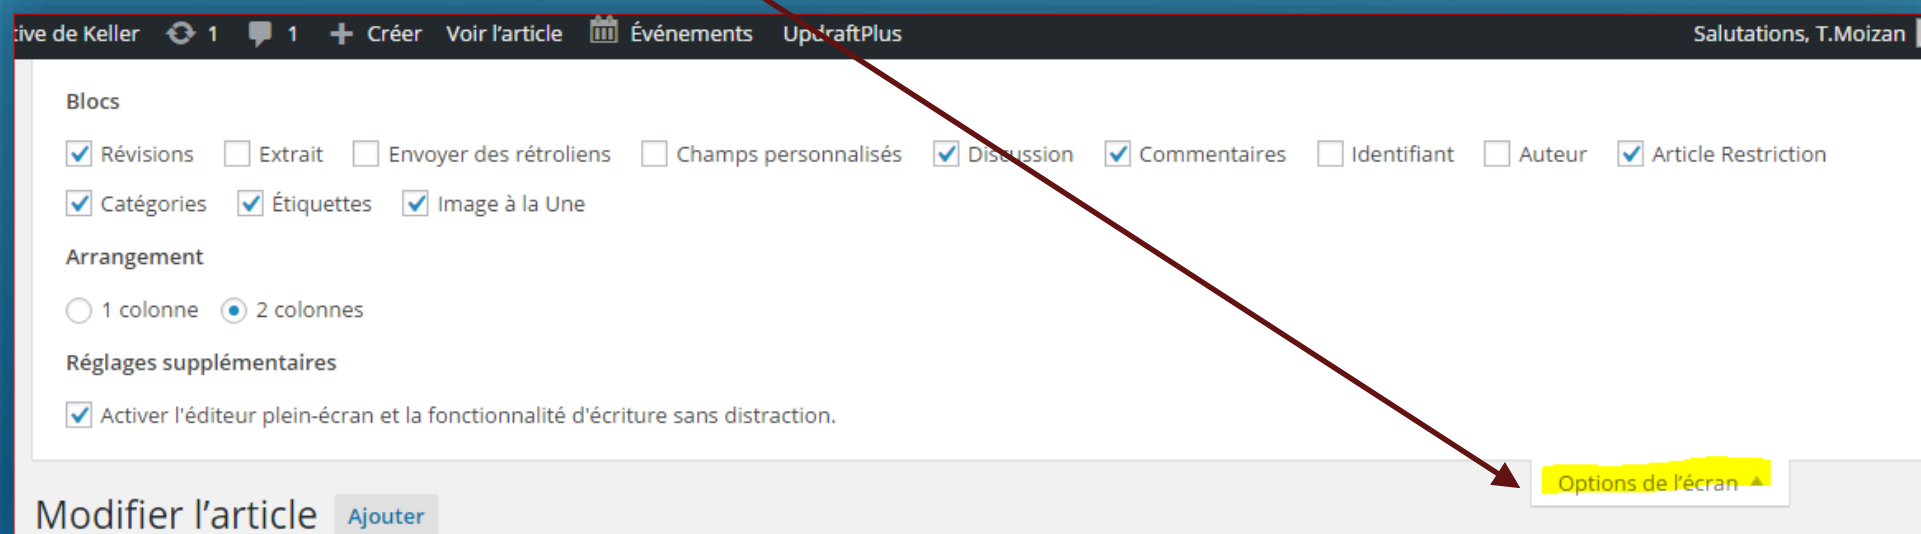 tive de Keller 1 1 Créer Voir l'article Événements UpdraftPlus Salutations, T.Moizan
Blocs
Révisions Extrait Envoyer des rétroliens Champs personnalisés Discussion Commentaires Identifiant Auteur Article Restriction
Catégories Étiquettes Image à la Une
Arrangement
1 colonne 2 colonnes
Réglages supplémentaires
Activer l'éditeur plein-écran et la fonctionnalité d'écriture sans distraction.
Options de l'écran
Modifier l'article Ajouter